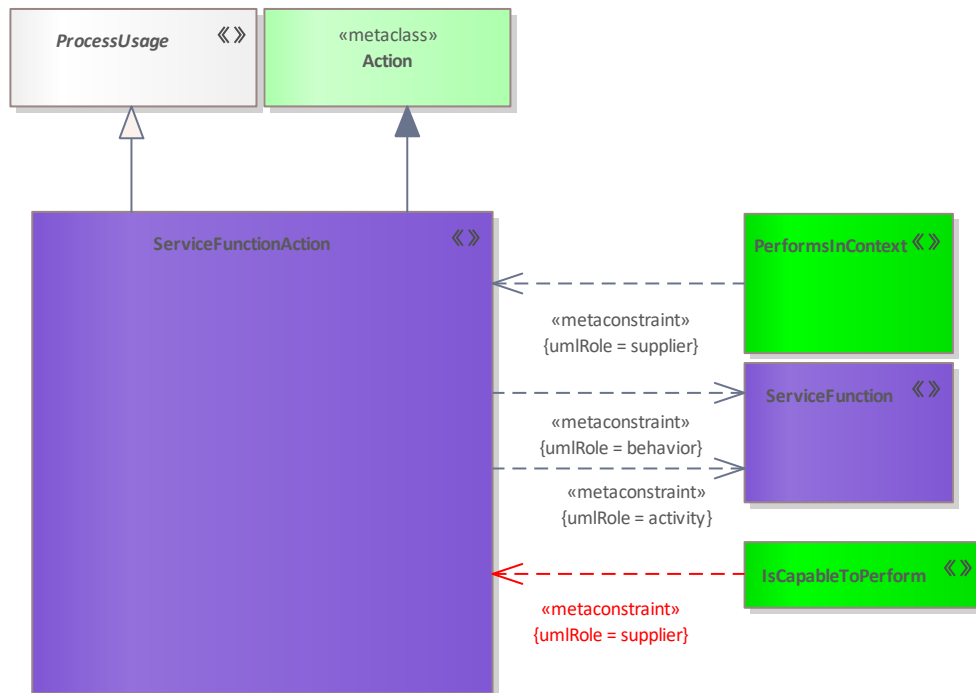 ProcessUsage
«»
«metaclass»
Action
ServiceFunctionAction
«»
PerformsInContext
«»
«metaconstraint»
{umlRole = supplier}
ServiceFunction
«»
«metaconstraint»
{umlRole = behavior}
«metaconstraint»
{umlRole = activity}
IsCapableToPerform
«»
«metaconstraint»
{umlRole = supplier}